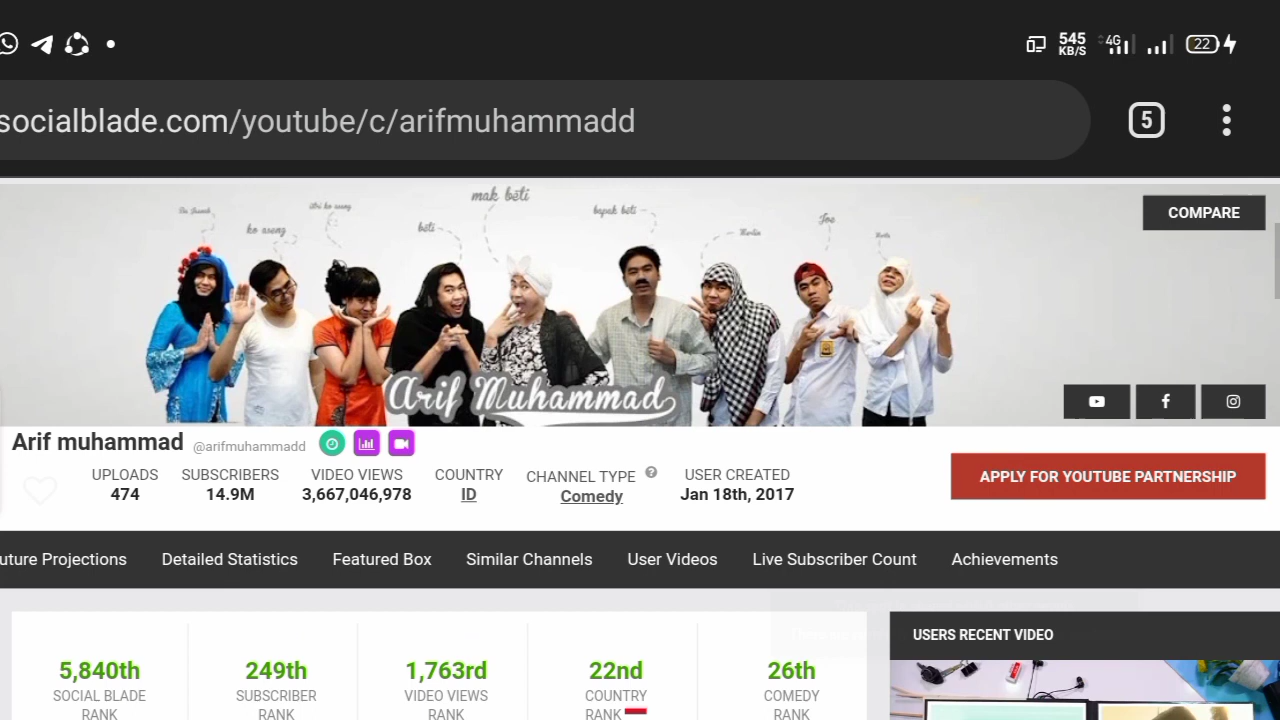 545
KB/S
4G
22
socialblade.com/youtube/c/arifmuhammadd
5
mak beti
ko aseng
beti
bapak beti
Joe
COMPARE
Arif Muhammad
Arif muhammad @arifmuhammadd
UPLOADS SUBSCRIBERS VIDEO VIEWS COUNTRY CHANNEL TYPE ? USER CREATED
474 14.9M 3,667,046,978 ID Comedy Jan 18th, 2017
APPLY FOR YOUTUBE PARTNERSHIP
uture Projections Detailed Statistics Featured Box Similar Channels User Videos Live Subscriber Count Achievements
5,840th 249th 1,763rd 22nd 26th
SOCIAL BLADE SUBSCRIBER VIDEO VIEWS COUNTRY COMEDY
RANK RANK RANK RANK RANK
USERS RECENT VIDEO